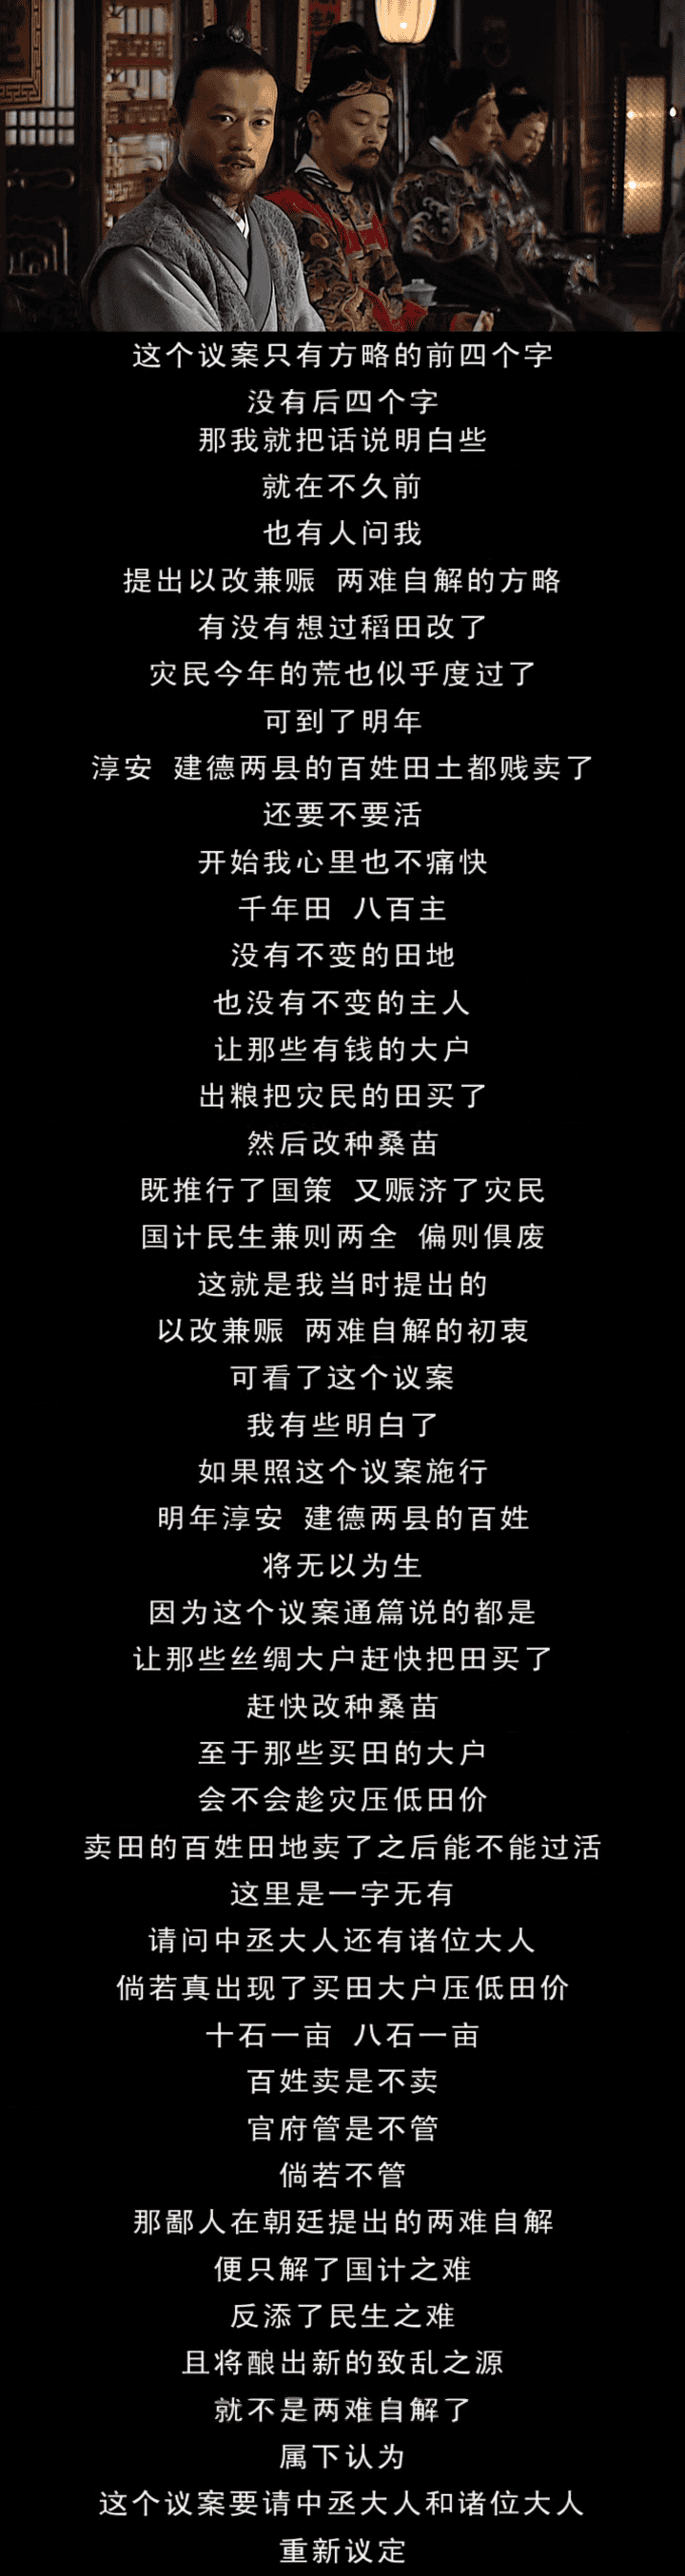 这个议案只有方略的前四个字
没有后四个字
那我就把话说明白些
就在不久前
也有人问我
提出以改兼赈 两难自解的方略
有没有想过稻田改了
灾民今年的荒也似乎度过了
可到了明年
淳安 建德两县的百姓田土都贱卖了
还要不要活
开始我心里也不痛快
千年田 八百主
没有不变的田地
也没有不变的主人
让那些有钱的大户
出粮把灾民的田买了
然后改种桑苗
既推行了国策 又赈济了灾民
国计民生兼则两全 偏则俱废
这就是我当时提出的
以改兼赈 两难自解的初衷
可看了这个议案
我有些明白了
如果照这个议案施行
明年淳安 建德两县的百姓
将无以为生
因为这个议案通篇说的都是
让那些丝绸大户赶快把田买了
赶快改种桑苗
至于那些买田的大户
会不会趁灾压低田价
卖田的百姓田地卖了之后能不能过活
这里是一字无有
请问中丞大人还有诸位大人
倘若真出现了买田大户压低田价
十石一亩 八石一亩
百姓卖是不卖
官府管是不管
倘若不管
那鄙人在朝廷提出的两难自解
便只解了国计之难
反添了民生之难
且将酿出新的致乱之源
就不是两难自解了
属下认为
这个议案要请中丞大人和诸位大人
重新议定